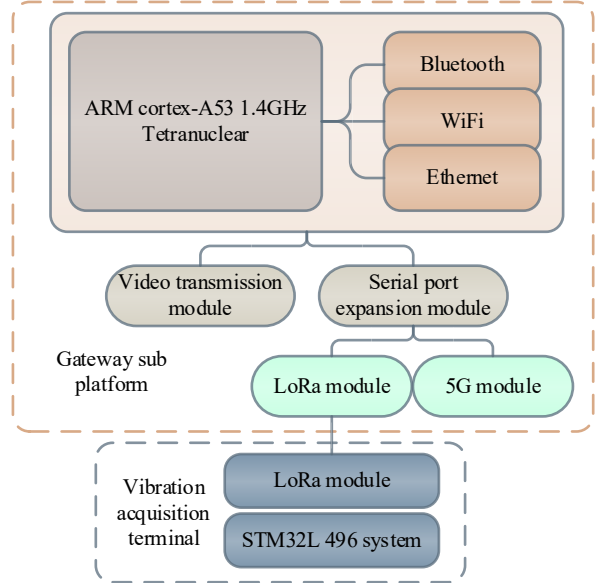 ARM cortex-A53 1.4GHz
Tetranuclear
Bluetooth
WiFi
Ethernet
Video transmission
module
Serial port
expansion module
Gateway sub
platform
LoRa module
5G module
Vibration
acquisition
terminal
LoRa module
STM32L 496 system